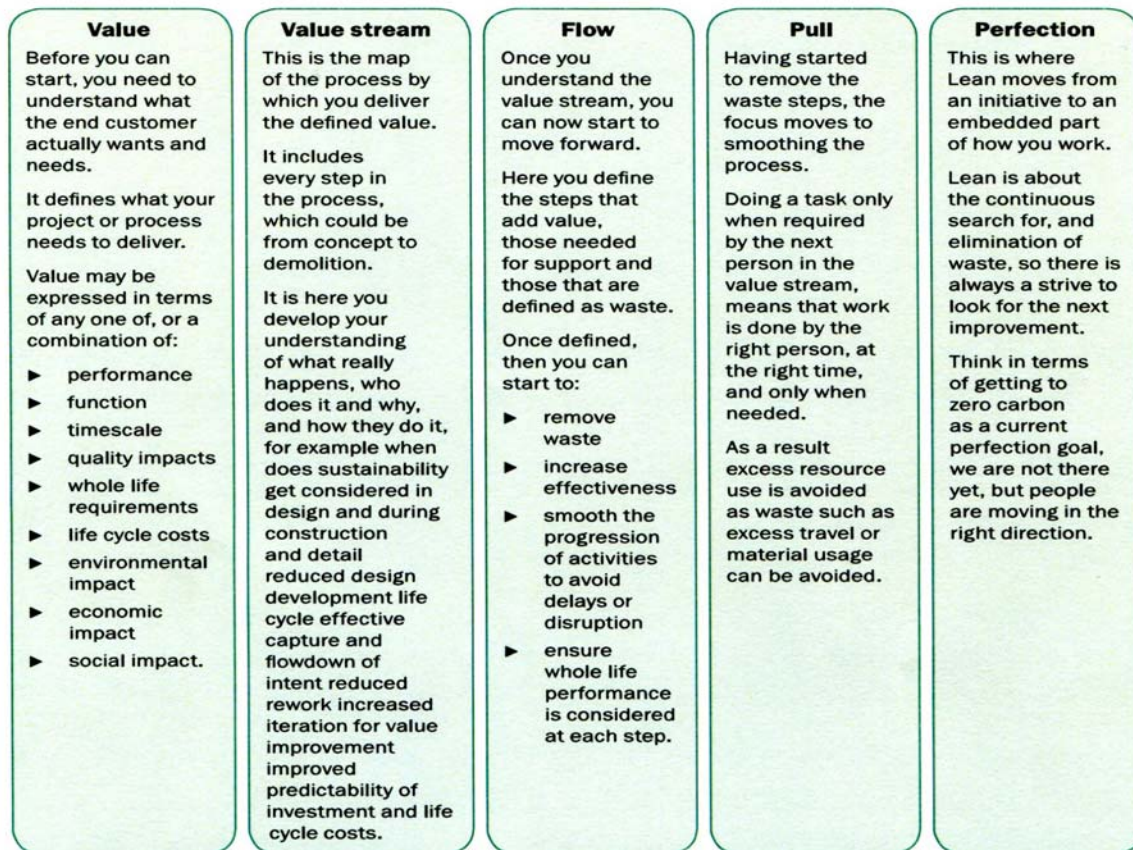 Value
Before you can
start, you need to
understand what
the end customer
actually wants and
needs.
It defines what your
project or process
needs to deliver.
Value may be
expressed in terms
of any one of, or a
combination of:
► performance
► function
► timescale
► quality impacts
► whole life
requirements
► life cycle costs
► environmental
impact
► economic
impact
► social impact.
Value stream
This is the map
of the process by
which you deliver
the defined value.
It includes
every step in
the process,
which could be
from concept to
demolition.
It is here you
develop your
understanding
of what really
happens, who
does it and why,
and how they do it,
for example when
does sustainability
get considered in
design and during
construction
and detail
reduced design
development life
cycle effective
capture and
flowdown of
intent reduced
rework increased
iteration for value
improvement
improved
predictability of
investment and life
cycle costs.
Flow
Once you
understand the
value stream, you
can now start to
move forward.
Here you define
the steps that
add value,
those needed
for support and
those that are
defined as waste.
Once defined,
then you can
start to:
► remove
waste
► increase
effectiveness
► smooth the
progression
of activities
to avoid
delays or
disruption
► ensure
whole life
performance
is considered
at each step.
Pull
Having started
to remove the
waste steps, the
focus moves to
smoothing the
process.
Doing a task only
when required
by the next
person in the
value stream,
means that work
is done by the
right person, at
the right time,
and only when
needed.
As a result
excess resource
use is avoided
as waste such as
excess travel or
material usage
can be avoided.
Perfection
This is where
Lean moves from
an initiative to an
embedded part
of how you work.
Lean is about
the continuous
search for, and
elimination of
waste, so there is
always a strive to
look for the next
improvement.
Think in terms
of getting to
zero carbon
as a current
perfection goal,
we are not there
yet, but people
are moving in the
right direction.